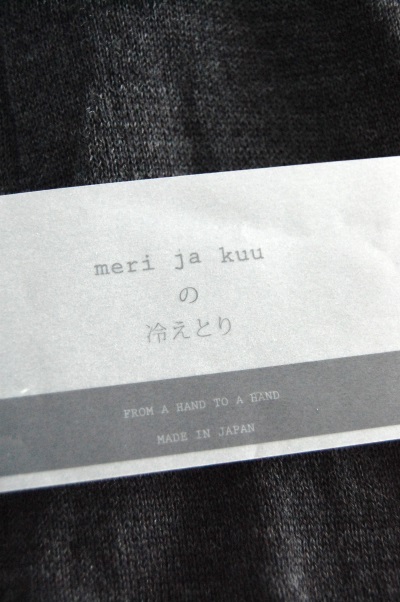 meri ja kuu
の
冷えとり
FROM A HAND TO A HAND
MADE IN JAPAN